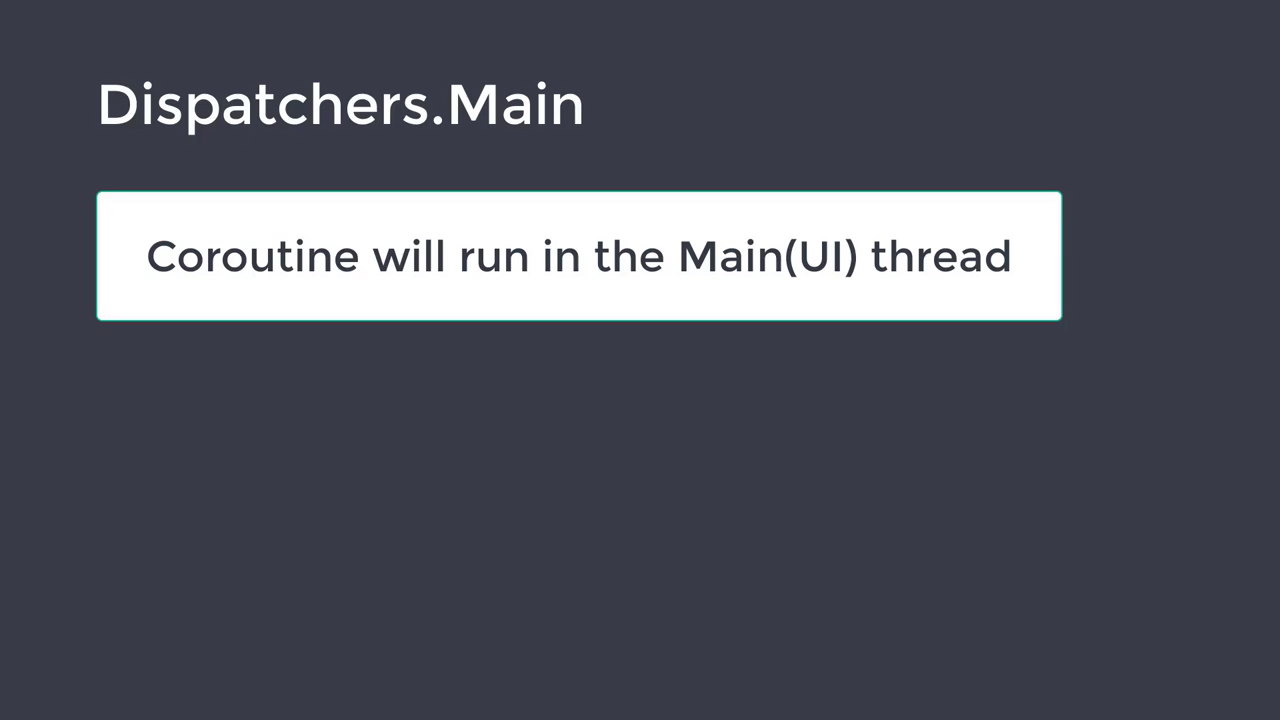 Dispatchers.Main
Coroutine will run in the Main(UI) thread